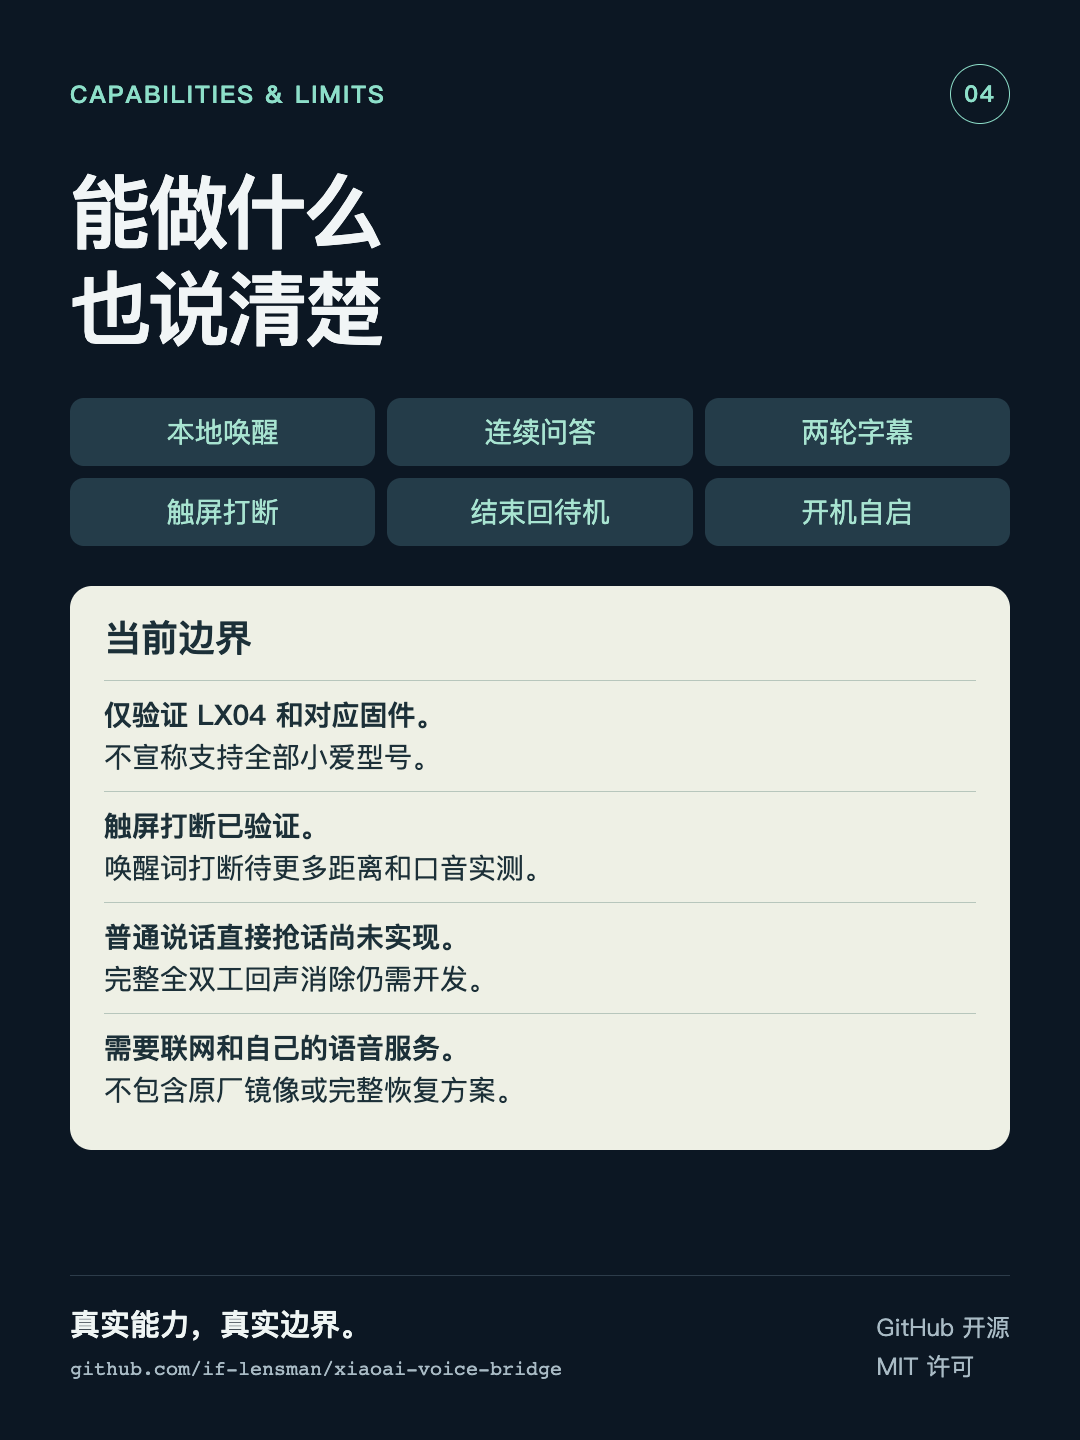 CAPABILITIES & LIMITS
04
能做什么
也说清楚
本地唤醒
连续问答
两轮字幕
触屏打断
结束回待机
开机自启
当前边界
仅验证 LX04 和对应固件。
不宣称支持全部小爱型号。
触屏打断已验证。
唤醒词打断待更多距离和口音实测。
普通说话直接抢话尚未实现。
完整全双工回声消除仍需开发。
需要联网和自己的语音服务。
不包含原厂镜像或完整恢复方案。
真实能力，真实边界。
github.com/if-lensman/xiaoai-voice-bridge
GitHub 开源
MIT 许可